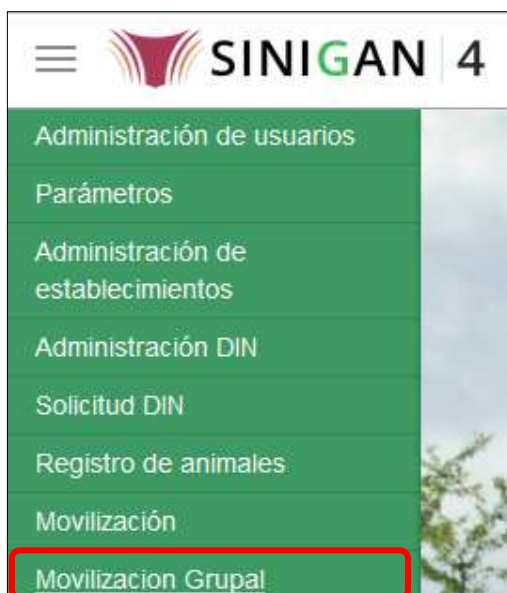 SINIGAN 4
Administración de usuarios
Parámetros
Administración de
establecimientos
Administración DIN
Solicitud DIN
Registro de animales
Movilización
Movilizacion Grupal